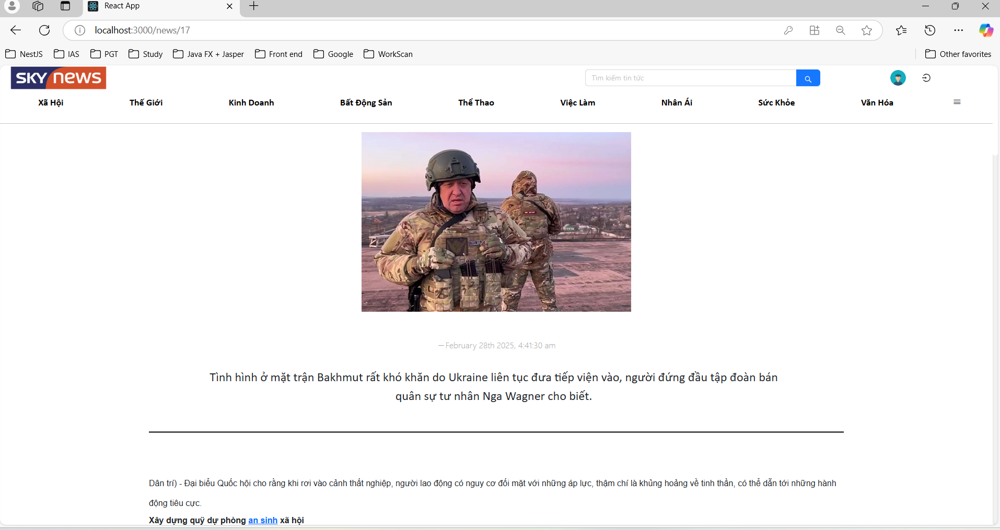 React App
localhost:3000/news/17
NestJS IAS PGT Study Java FX + Jasper Front end Google WorkScan Other favorites
sky news
Tìm kiếm tin tức
Xã Hội Thế Giới Kinh Doanh Bất Động Sản Thể Thao Việc Làm Nhân Ái Sức Khỏe Văn Hóa
— February 28th 2025, 4:41:30 am
Tình hình ở mặt trận Bakhmut rất khó khăn do Ukraine liên tục đưa tiếp viện vào, người đứng đầu tập đoàn bán
quân sự tư nhân Nga Wagner cho biết.
Dân trí) - Đại biểu Quốc hội cho rằng khi rơi vào cảnh thất nghiệp, người lao động có nguy cơ đối mặt với những áp lực, thậm chí là khủng hoảng về tinh thần, có thể dẫn tới những hành
động tiêu cực.
Xây dựng quỹ dự phòng an sinh xã hội